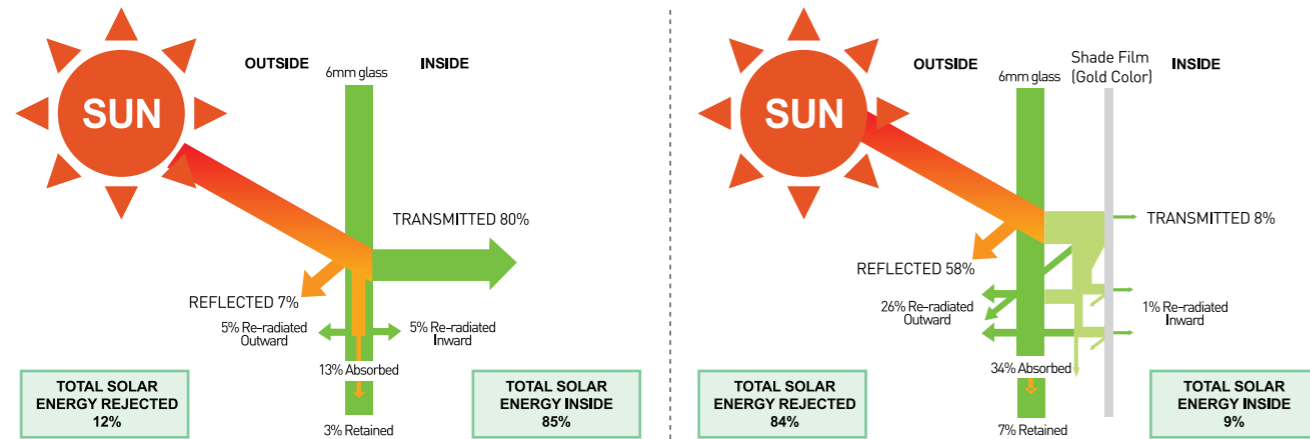 SUN
OUTSIDE
6mm glass
INSIDE
TRANSMITTED 80%
REFLECTED 7%
5% Re-radiated
Outward
5% Re-radiated
Inward
13% Absorbed
3% Retained
TOTAL SOLAR
ENERGY REJECTED
12%
TOTAL SOLAR
ENERGY INSIDE
85%
SUN
OUTSIDE
6mm glass
Shade Film
(Gold Color)
INSIDE
TRANSMITTED 8%
REFLECTED 58%
26% Re-radiated
Outward
1% Re-radiated
Inward
34% Absorbed
7% Retained
TOTAL SOLAR
ENERGY REJECTED
84%
TOTAL SOLAR
ENERGY INSIDE
9%